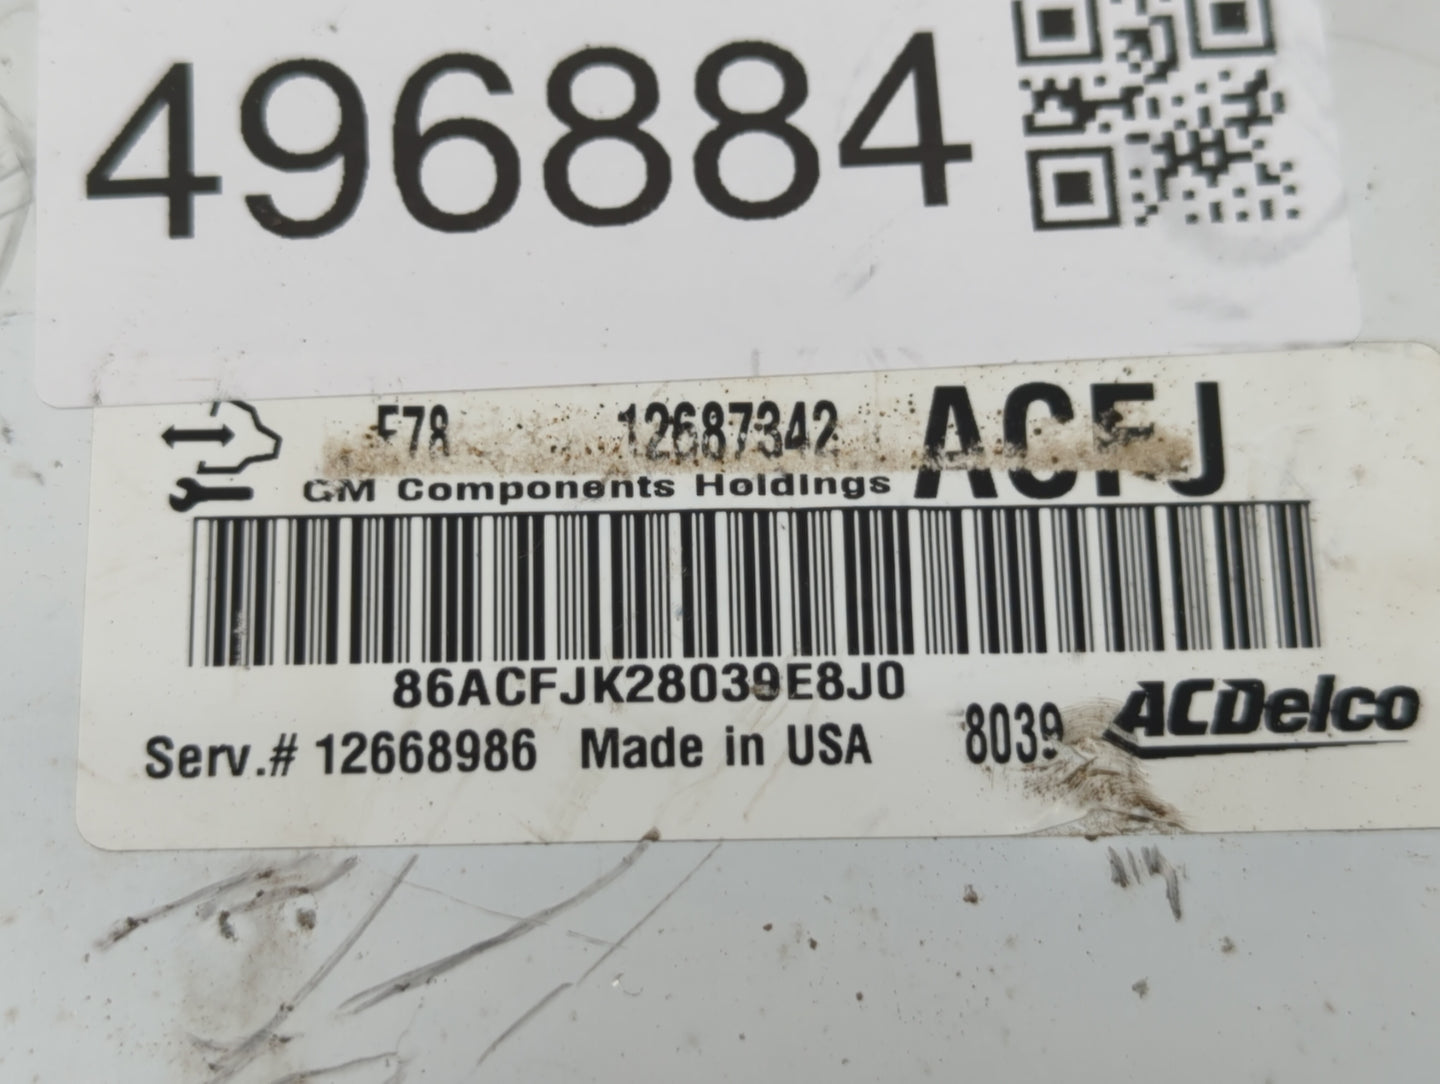 496884
E78 12687342 ACFJ
GM Components Holdings
86ACFJK28039E8J0
Serv.# 12668986 Made in USA 8039 ACDelco